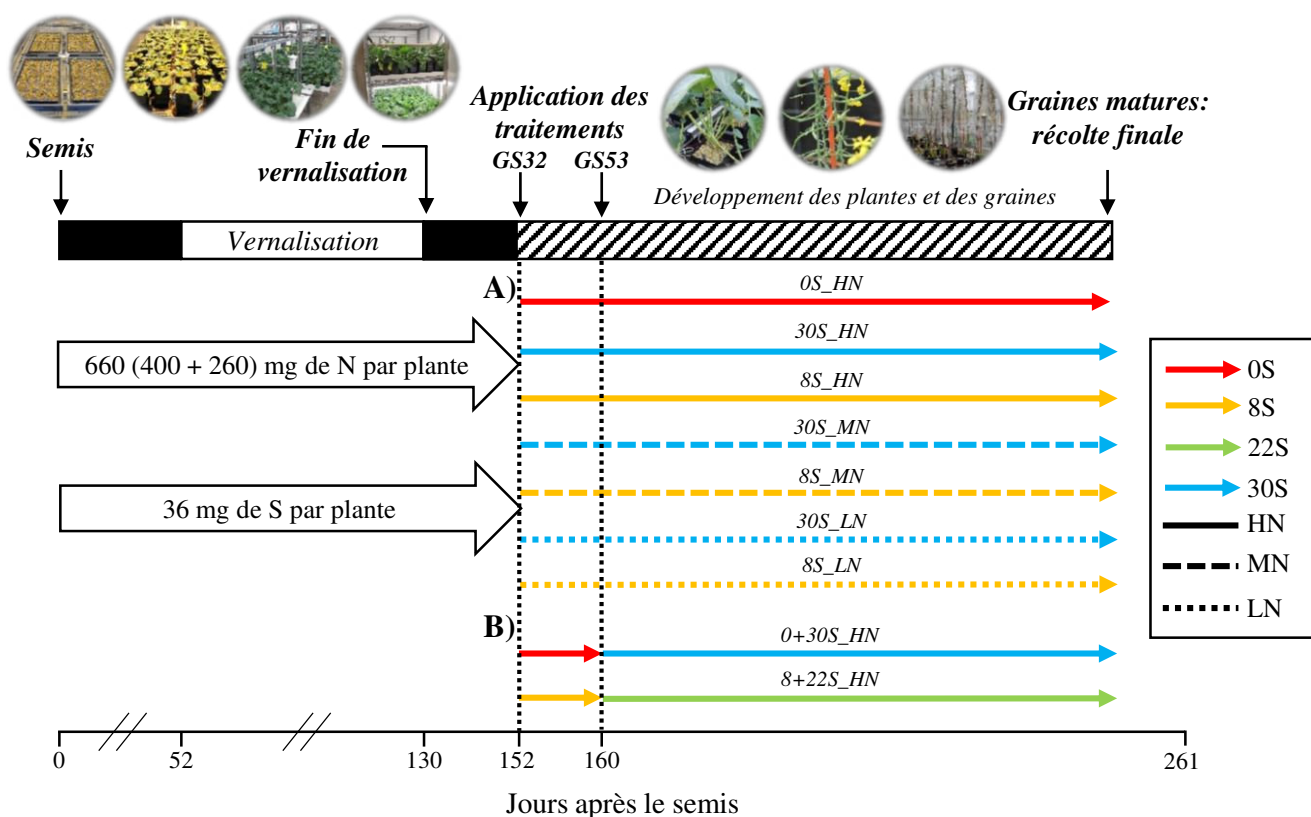 Semis
Fin de
vernalisation
Application des
traitements
GS32 GS53
Graines matures:
récolte finale
Développement des plantes et des graines
Vernalisation
A)
0S_HN
30S_HN
660 (400 + 260) mg de N par plante
8S_HN
30S_MN
8S_MN
36 mg de S par plante
30S_LN
8S_LN
B)
0+30S_HN
8+22S_HN
0S
8S
22S
30S
HN
MN
LN
0 52 130 152 160 261
Jours après le semis